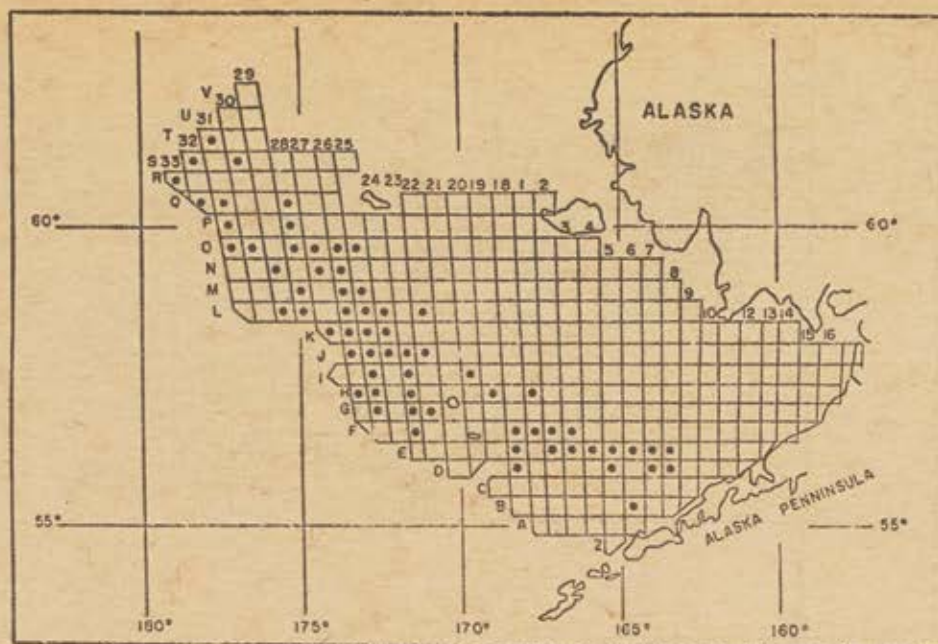 29
V 30
ALASKA
U 31
T 32 28 27 26 25
S 33
R 24 23 22 21 20 19 18 1 2
Q
P 3 4
60° 60°
O 5 6 7
N 8
M 9
L 10 12 13 14
K 15 16
J
I
H
G
F
E
D
C
B
A
ALASKA PENNINSULA
55° 55°
Z
180° 175° 170° 165° 160°